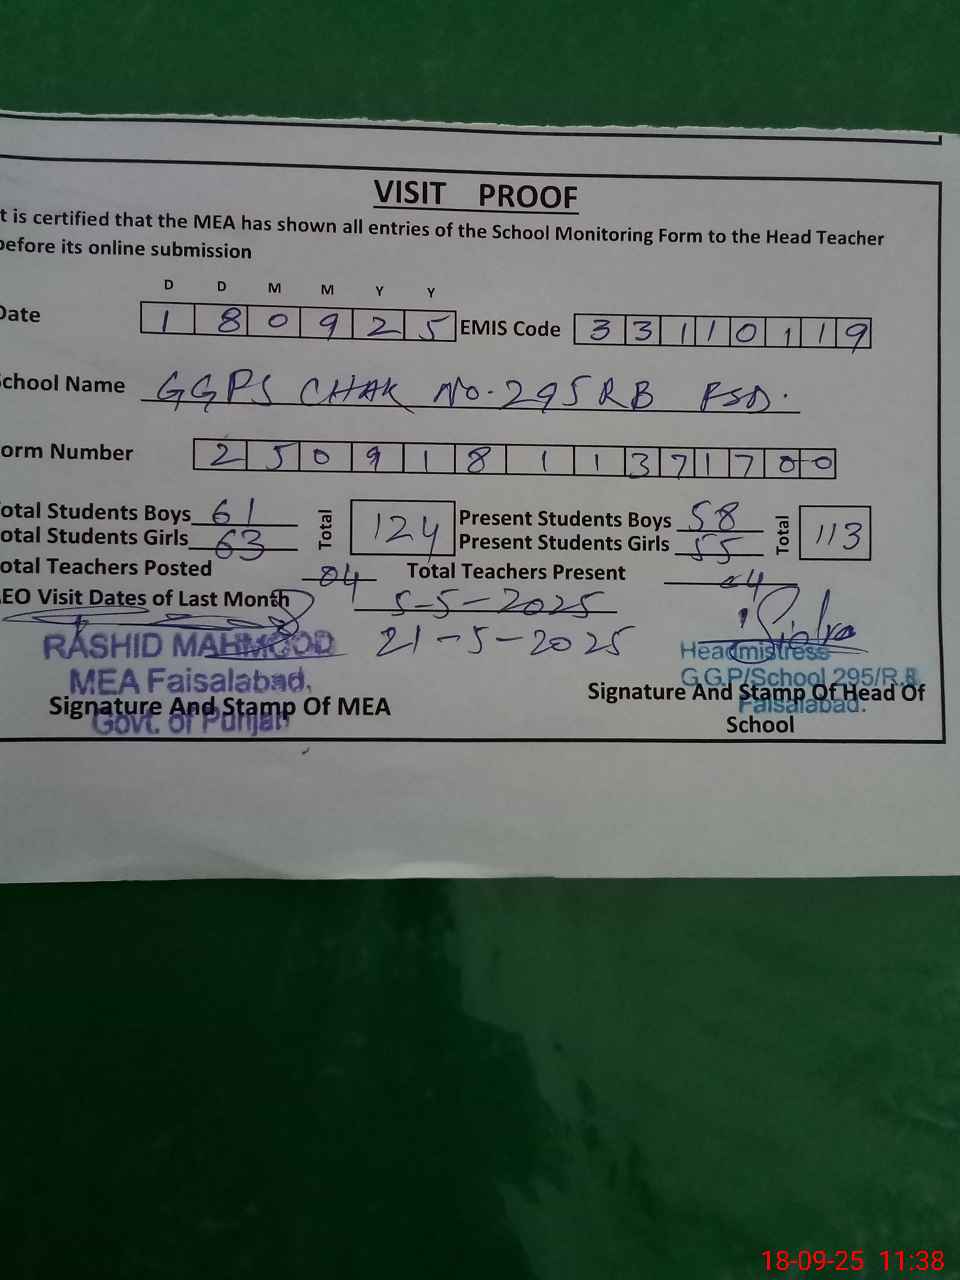 VISIT PROOF
t is certified that the MEA has shown all entries of the School Monitoring Form to the Head Teacher
before its online submission
D D M M Y Y
Date 1 8 0 9 2 5 EMIS Code 3 3 1 1 0 1 1 9
School Name GGPS CHAK No. 295 RB FSD.
orm Number 2 5 0 9 1 8 1 1 3 7 1 7 0 0
otal Students Boys 61 Total 124 Present Students Boys 58 Total 113
otal Students Girls 63 Present Students Girls 55
otal Teachers Posted 04 Total Teachers Present 04
AEO Visit Dates of Last Month 5-5-2025
21-5-2025
RASHID MAHMOOD
MEA Faisalabad,
Govt. of Punjab
Signature And Stamp Of MEA
Headmistress
G.G.P/School 295/R.B.
Faisalabad.
Signature And Stamp Of Head Of
School
18-09-25 11:38